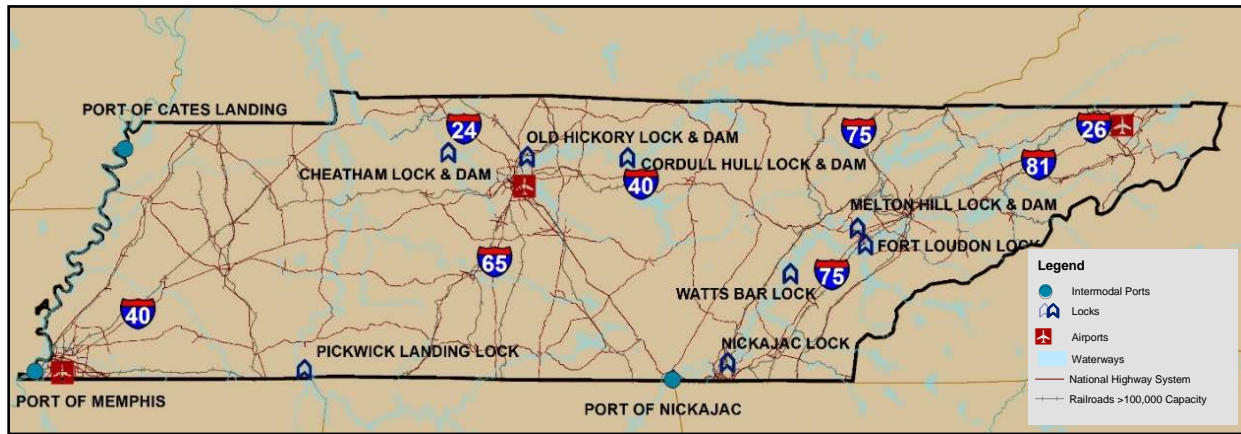 PORT OF CATES LANDING
24
OLD HICKORY LOCK & DAM
75
26
CHEATHAM LOCK & DAM
CORDULL HULL LOCK & DAM
81
40
MELTON HILL LOCK & DAM
FORT LOUDON LOCK
65
75
WATTS BAR LOCK
40
PICKWICK LANDING LOCK
NICKAJAC LOCK
PORT OF MEMPHIS
PORT OF NICKAJAC
Legend
Intermodal Ports
Locks
Airports
Waterways
National Highway System
Railroads >100,000 Capacity